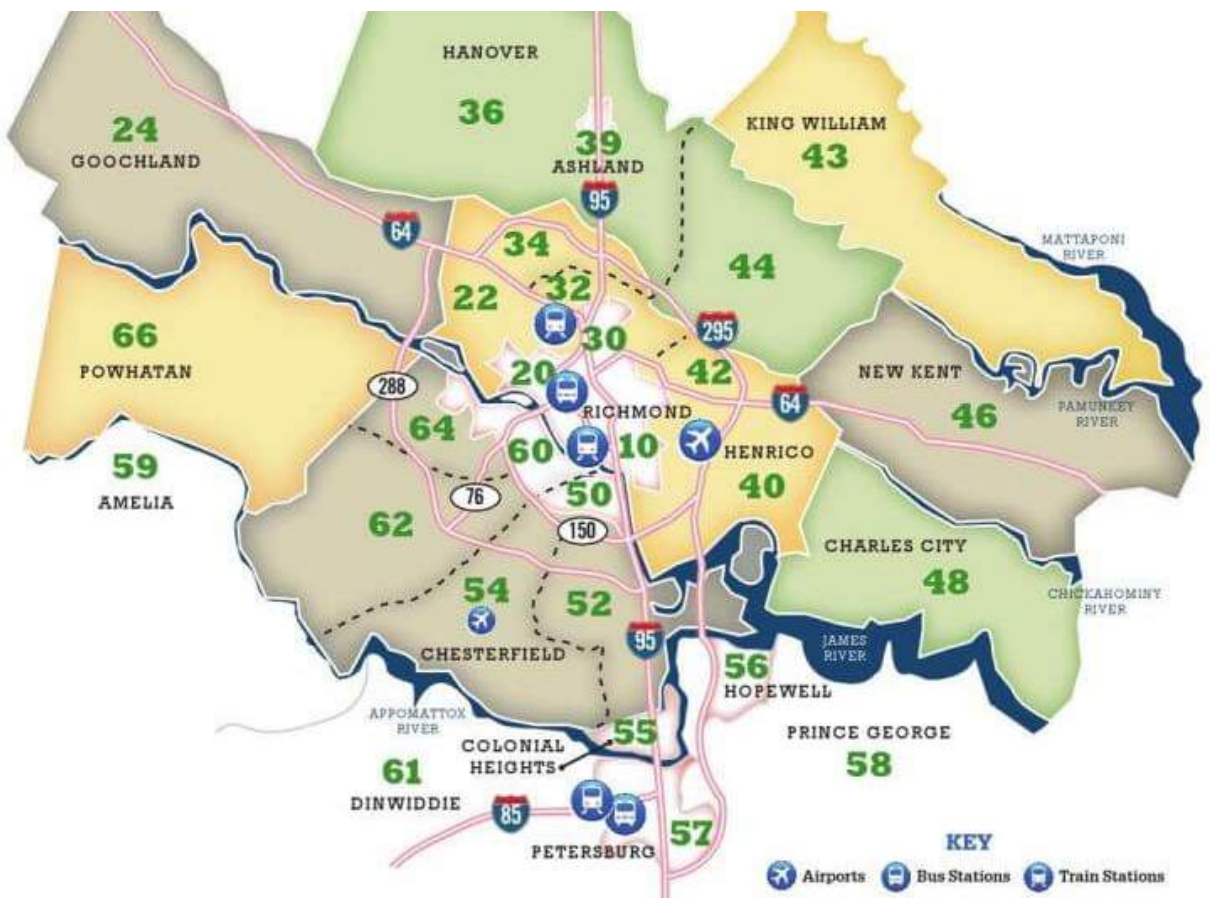 HANOVER
36
24
GOOCHLAND
39
ASHLAND
KING WILLIAM
43
95
64
MATTAPONI
RIVER
34
44
22
32
66
POWHATAN
30
295
42
NEW KENT
46
PAMUNKEY
RIVER
288
20
RICHMOND
64
64
60
10
HENRICO
40
59
AMELIA
76
50
150
62
CHARLES CITY
48
CHICKAHOMINY
RIVER
54
52
CHESTERFIELD
95
JAMES
RIVER
56
HOPEWELL
APPOMATTOX
RIVER
55
COLONIAL
HEIGHTS
PRINCE GEORGE
58
61
DINWIDDIE
85
57
PETERSBURG
KEY
Airports Bus Stations Train Stations